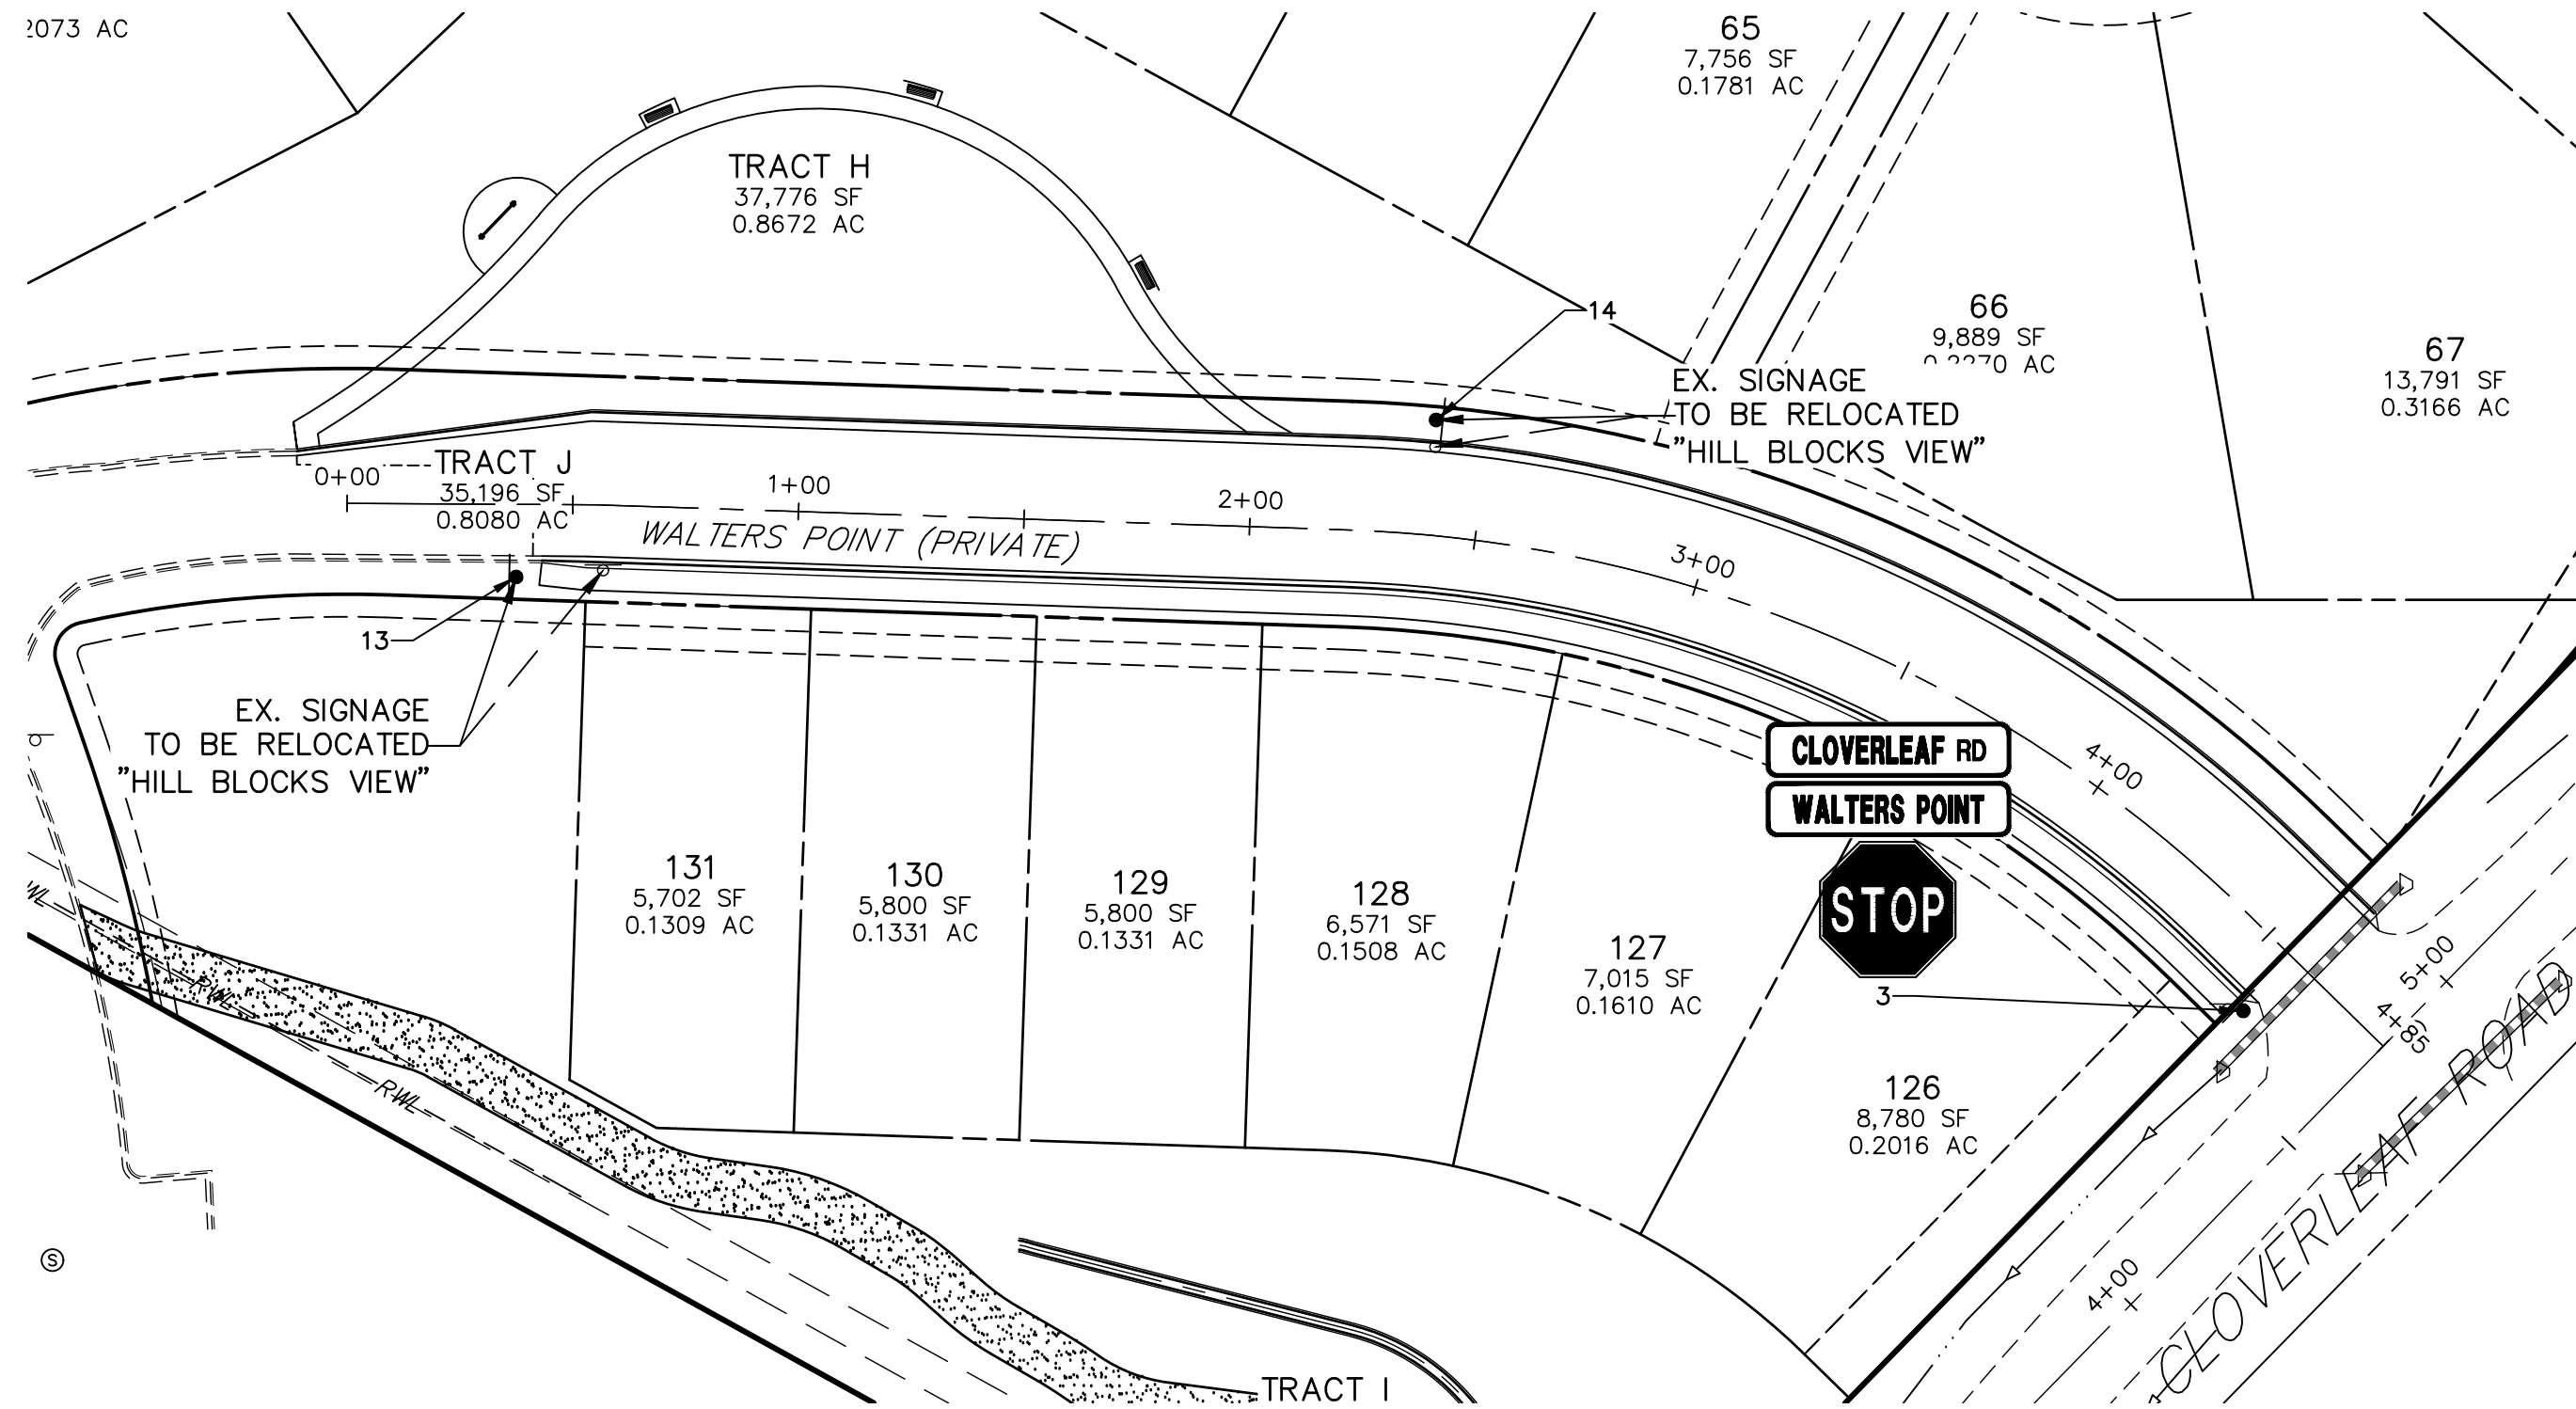 2073 AC
65
7,756 SF
0.1781 AC
TRACT H
37,776 SF
0.8672 AC
14
66
9,889 SF
AC
67
13,791 SF
0.3166 AC
EX. SIGNAGE
TO BE RELOCATED
"HILL BLOCKS VIEW"
TRACT J
35,196 SF
0.8080 AC
0+00
1+00
2+00
3+00
4+00
WALTERS POINT (PRIVATE)
13
EX. SIGNAGE
TO BE RELOCATED
"HILL BLOCKS VIEW"
CLOVERLEAF RD
WALTERS POINT
STOP
3
131
5,702 SF
0.1309 AC
130
5,800 SF
0.1331 AC
129
5,800 SF
0.1331 AC
128
6,571 SF
0.1508 AC
127
7,015 SF
0.1610 AC
126
8,780 SF
0.2016 AC
5+00
4+85
4+00
CLOVERLEAF ROAD
RWL
RWL
S
TRACT I